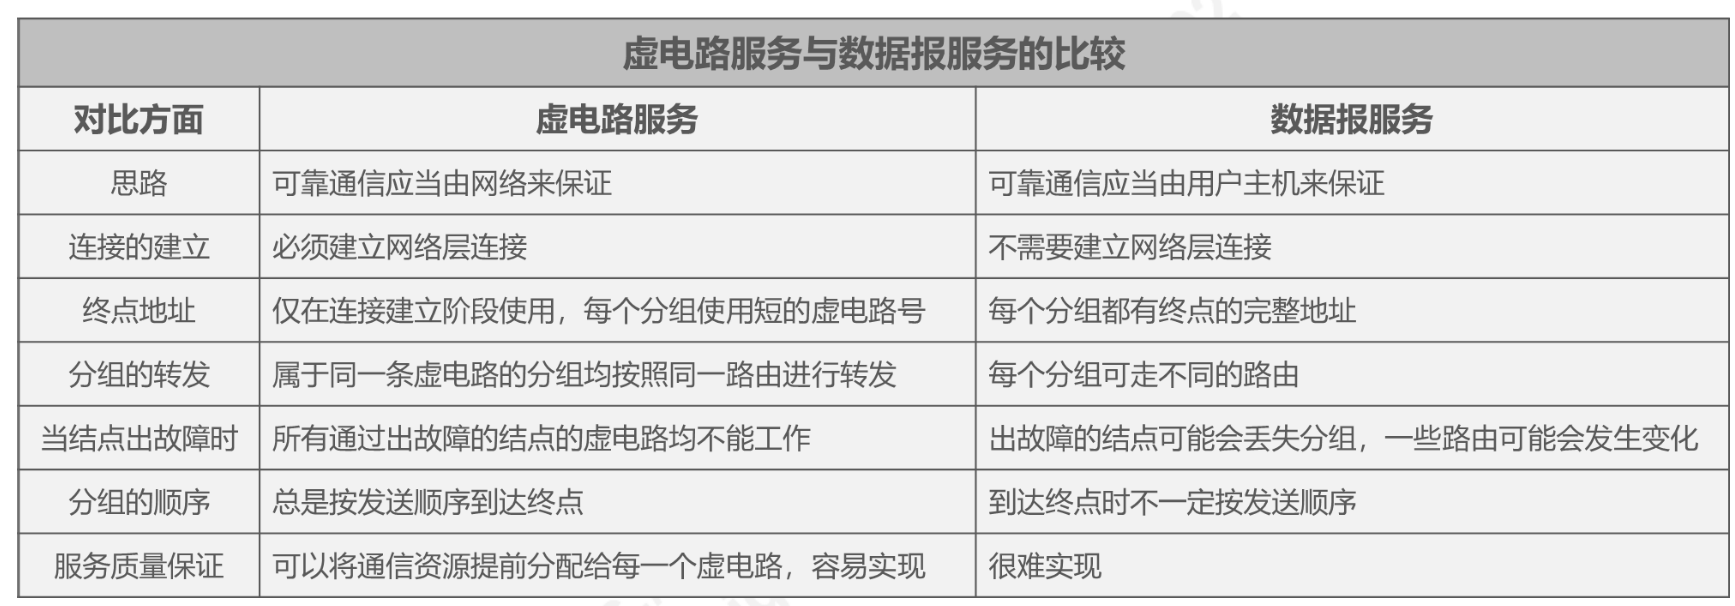 虚电路服务与数据报服务的比较
对比方面 虚电路服务 数据报服务
思路 可靠通信应当由网络来保证 可靠通信应当由用户主机来保证
连接的建立 必须建立网络层连接 不需要建立网络层连接
终点地址 仅在连接建立阶段使用，每个分组使用短的虚电路号 每个分组都有终点的完整地址
分组的转发 属于同一条虚电路的分组均按照同一路由进行转发 每个分组可走不同的路由
当结点出故障时 所有通过出故障的结点的虚电路均不能工作 出故障的结点可能会丢失分组，一些路由可能会发生变化
分组的顺序 总是按发送顺序到达终点 到达终点时不一定按发送顺序
服务质量保证 可以将通信资源提前分配给每一个虚电路，容易实现 很难实现